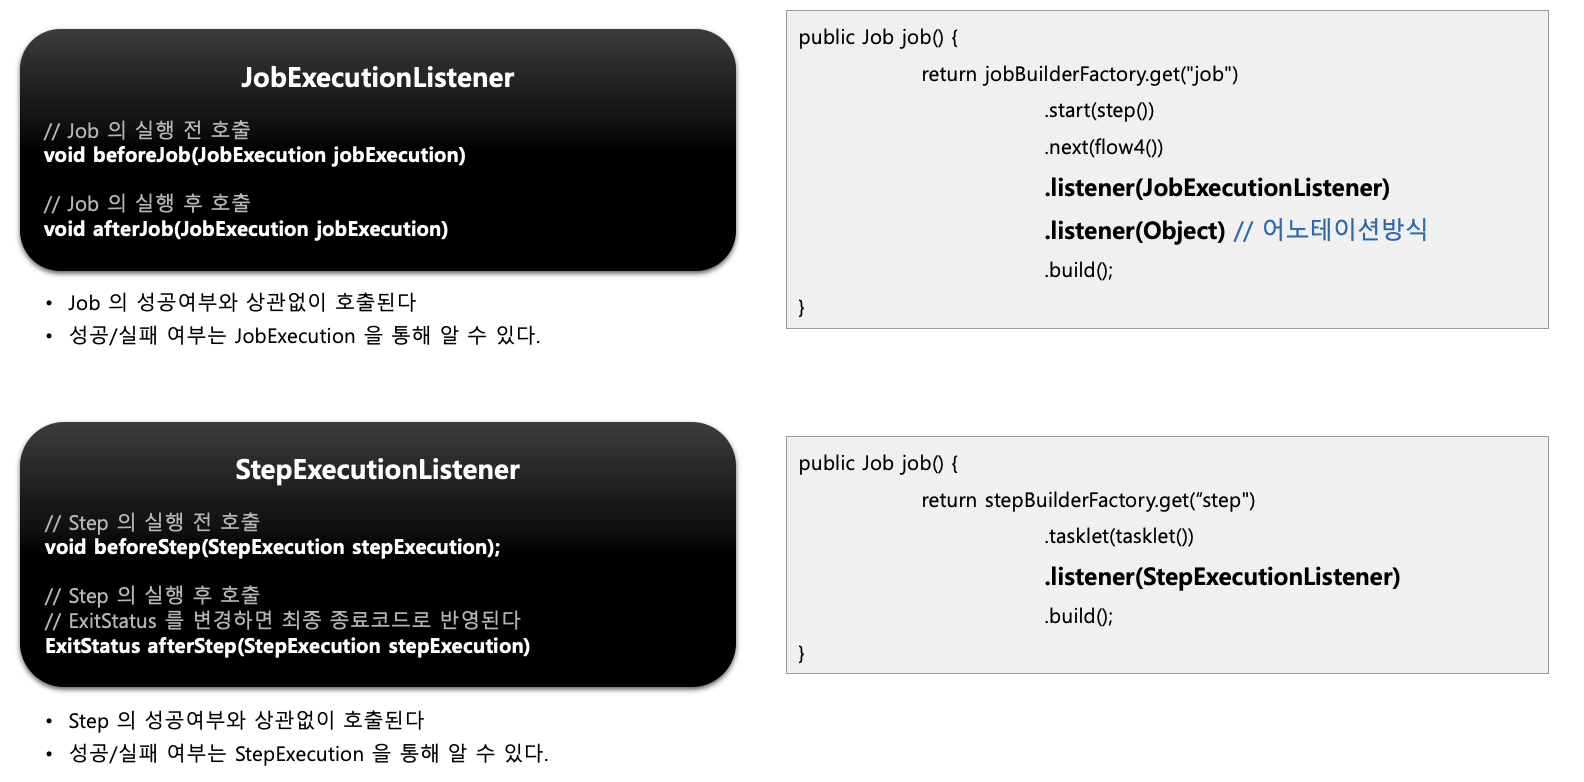 JobExecutionListener
// Job 의 실행 전 호출
void beforeJob(JobExecution jobExecution)
// Job 의 실행 후 호출
void afterJob(JobExecution jobExecution)
• Job 의 성공여부와 상관없이 호출된다
• 성공/실패 여부는 JobExecution 을 통해 알 수 있다.
public Job job() {
return jobBuilderFactory.get("job")
.start(step())
.next(flow4())
.listener(JobExecutionListener)
.listener(Object) // 어노테이션방식
.build();
}
StepExecutionListener
// Step 의 실행 전 호출
void beforeStep(StepExecution stepExecution);
// Step 의 실행 후 호출
// ExitStatus 를 변경하면 최종 종료코드로 반영된다
ExitStatus afterStep(StepExecution stepExecution)
• Step 의 성공여부와 상관없이 호출된다
• 성공/실패 여부는 StepExecution 을 통해 알 수 있다.
public Job job() {
return stepBuilderFactory.get(“step")
.tasklet(tasklet())
.listener(StepExecutionListener)
.build();
}